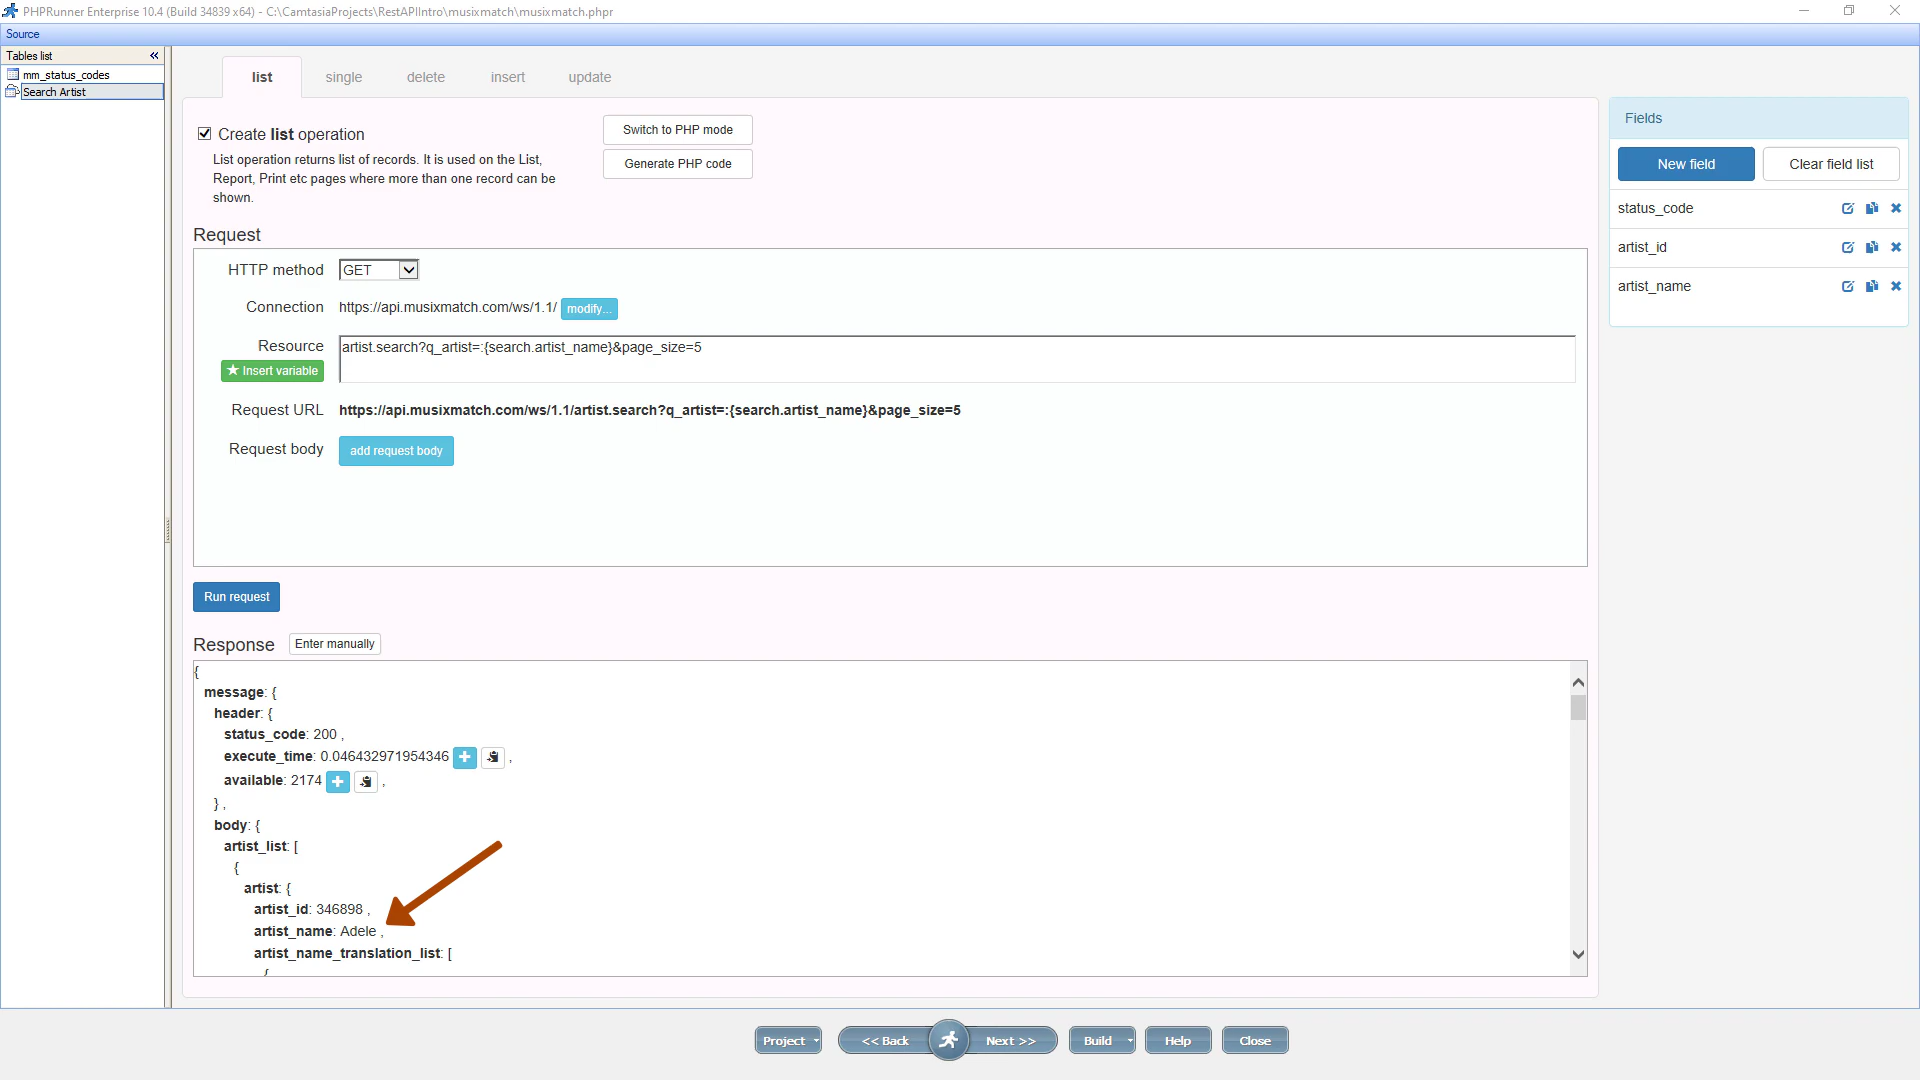 PHPRunner Enterprise 10.4 (Build 34839 x64) - C:\CamtasiaProjects\RestAPIIntro\musixmatch\musixmatch.phpr
Source
Tables list
mm_status_codes
Search Artist
list single delete insert update
Create list operation
List operation returns list of records. It is used on the List,
Report, Print etc pages where more than one record can be
shown.
Switch to PHP mode
Generate PHP code
Request
HTTP method GET
Connection https://api.musixmatch.com/ws/1.1/ modify...
Resource artist.search?q_artist=:{search.artist_name}&page_size=5
Insert variable
Request URL https://api.musixmatch.com/ws/1.1/artist.search?q_artist=:{search.artist_name}&page_size=5
Request body add request body
Run request
Response Enter manually
{
message: {
header: {
status_code: 200 ,
execute_time: 0.046432971954346 ,
available: 2174 ,
} ,
body: {
artist_list: [
{
artist: {
artist_id: 346898 ,
artist_name: Adele ,
artist_name_translation_list: [
{
Fields
New field Clear field list
status_code
artist_id
artist_name
Project << Back Next >> Build Help Close